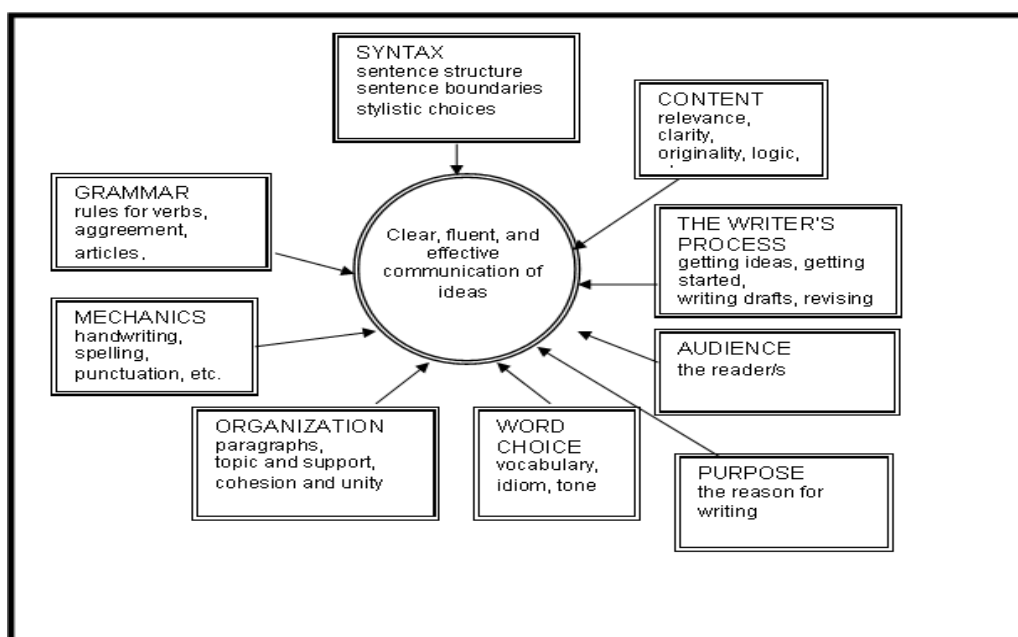 SYNTAX
sentence structure
sentence boundaries
stylistic choices
CONTENT
relevance,
clarity,
originality, logic,
GRAMMAR
rules for verbs,
aggreement,
articles.
Clear, fluent, and
effective
communication of
ideas
THE WRITER'S
PROCESS
getting ideas, getting
started,
writing drafts, revising
MECHANICS
handwriting,
spelling,
punctuation, etc.
AUDIENCE
the reader/s
ORGANIZATION
paragraphs,
topic and support,
cohesion and unity
WORD
CHOICE
vocabulary,
idiom, tone
PURPOSE
the reason for
writing